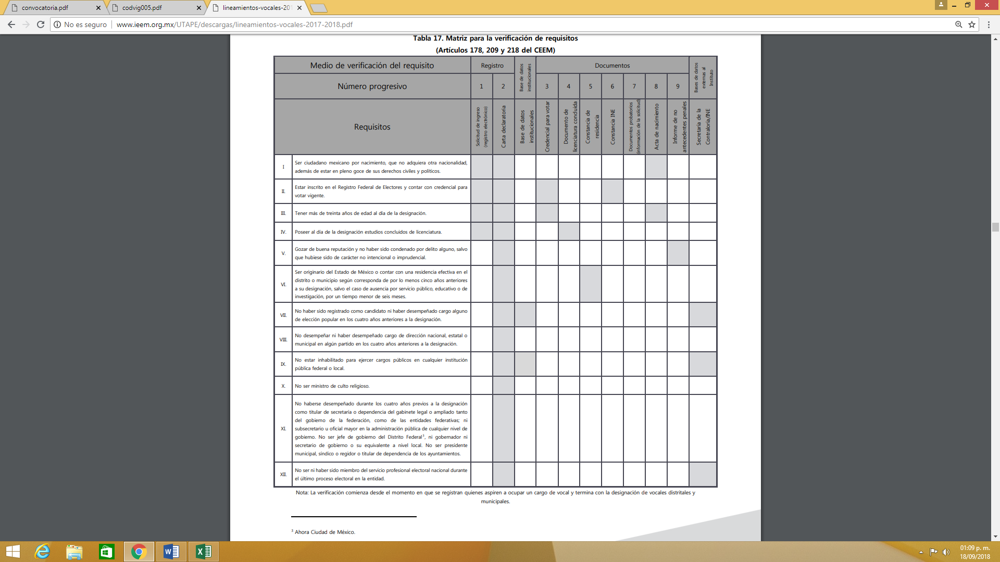 convocatoria.pdf
codvig005.pdf
lineamientos-vocales-201
No es seguro
www.ieem.org.mx/UTAPE/descargas/lineamientos-vocales-2017-2018.pdf
Tabla 17. Matriz para la verificación de requisitos
(Artículos 178, 209 y 218 del CEEM)
Medio de verificación del requisito
Registro
Base de datos
institucionales
Documentos
Bases de datos
externas al
Instituto
Número progresivo
1
2
3
4
5
6
7
8
9
Requisitos
Solicitud de ingreso
(registro electrónico)
Carta declaratoria
Base de datos
institucionales
Credencial para votar
Documento de
licenciatura concluida
Constancia de
residencia
Constancia INE
Documentos probatorios
(información de la solicitud)
Acta de nacimiento
Informe de no
antecedentes penales
Secretaría de la
Contraloría/INE
I
Ser ciudadano mexicano por nacimiento, que no adquiera otra nacionalidad,
además de estar en pleno goce de sus derechos civiles y políticos.
II.
Estar inscrito en el Registro Federal de Electores y contar con credencial para
votar vigente.
III.
Tener más de treinta años de edad al día de la designación.
IV.
Poseer al día de la designación estudios concluidos de licenciatura.
V.
Gozar de buena reputación y no haber sido condenado por delito alguno, salvo
que hubiese sido de carácter no intencional o imprudencial.
VI.
Ser originario del Estado de México o contar con una residencia efectiva en el
distrito o municipio según corresponda de por lo menos cinco años anteriores
a su designación, salvo el caso de ausencia por servicio público, educativo o de
investigación, por un tiempo menor de seis meses.
VII.
No haber sido registrado como candidato ni haber desempeñado cargo alguno
de elección popular en los cuatro años anteriores a la designación.
VIII.
No desempeñar ni haber desempeñado cargo de dirección nacional, estatal o
municipal en algún partido en los cuatro años anteriores a la designación.
IX.
No estar inhabilitado para ejercer cargos públicos en cualquier institución
pública federal o local.
X.
No ser ministro de culto religioso.
XI.
No haberse desempeñado durante los cuatro años previos a la designación
como titular de secretaría o dependencia del gabinete legal o ampliado tanto
del gobierno de la federación, como de las entidades federativas; ni
subsecretario u oficial mayor en la administración pública de cualquier nivel de
gobierno. No ser jefe de gobierno del Distrito Federal³, ni gobernador ni
secretario de gobierno o su equivalente a nivel local. No ser presidente
municipal, síndico o regidor o titular de dependencia de los ayuntamientos.
XII.
No ser ni haber sido miembro del servicio profesional electoral nacional durante
el último proceso electoral en la entidad.
Nota: La verificación comienza desde el momento en que se registran quienes aspiren a ocupar un cargo de vocal y termina con la designación de vocales distritales y
municipales.
³ Ahora Ciudad de México.
01:09 p. m.
18/09/2018